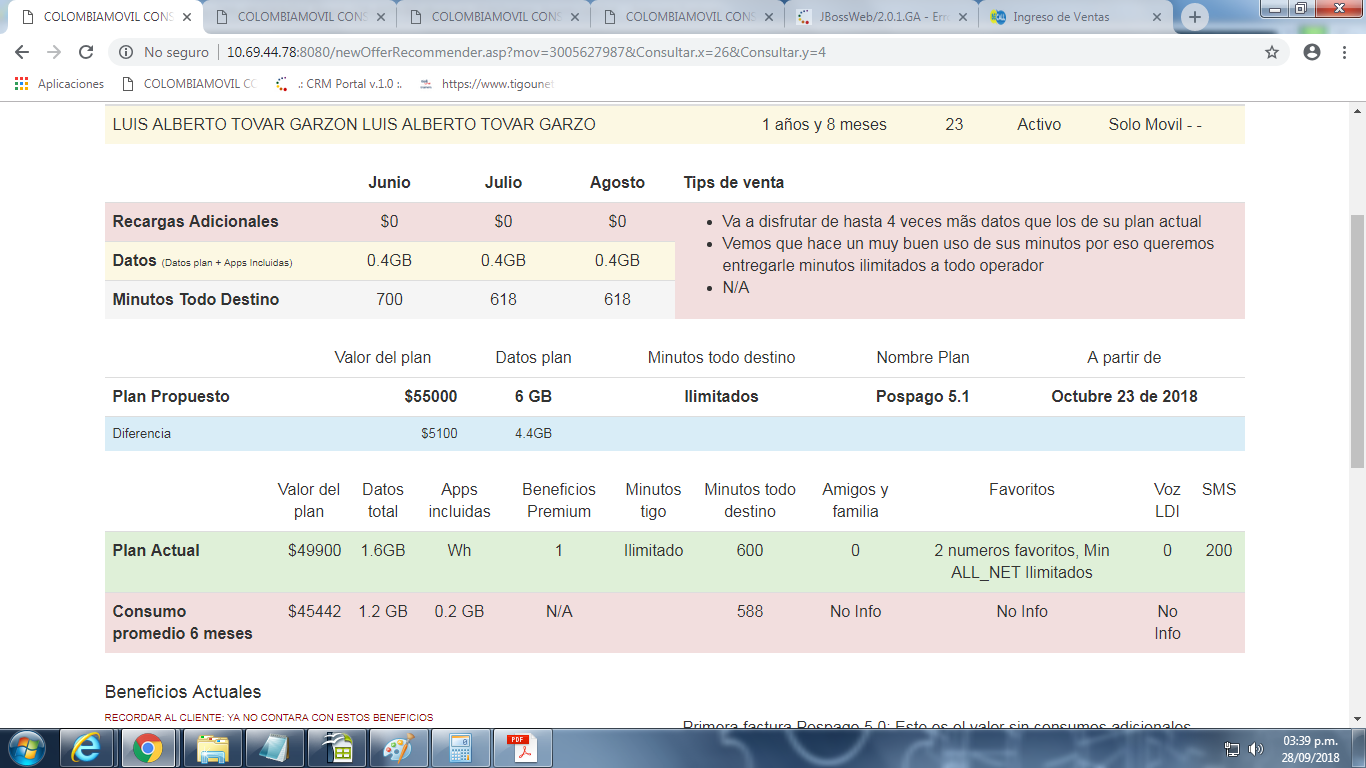 COLOMBIAMOVIL CONS
COLOMBIAMOVIL CONS
COLOMBIAMOVIL CONS
COLOMBIAMOVIL CONS
JBossWeb/2.0.1.GA - Erro
Ingreso de Ventas
No seguro | 10.69.44.78:8080/newOfferRecommender.asp?mov=3005627987&Consultar.x=26&Consultar.y=4
Aplicaciones COLOMBIAMOVIL CO .: CRM Portal v.1.0 :. https://www.tigounet
LUIS ALBERTO TOVAR GARZON LUIS ALBERTO TOVAR GARZO 1 años y 8 meses 23 Activo Solo Movil - -
Junio Julio Agosto Tips de venta
Recargas Adicionales $0 $0 $0
Datos (Datos plan + Apps Incluidas) 0.4GB 0.4GB 0.4GB
Minutos Todo Destino 700 618 618
• Va a disfrutar de hasta 4 veces mãs datos que los de su plan actual
• Vemos que hace un muy buen uso de sus minutos por eso queremos
entregarle minutos ilimitados a todo operador
• N/A
Valor del plan Datos plan Minutos todo destino Nombre Plan A partir de
Plan Propuesto $55000 6 GB Ilimitados Pospago 5.1 Octubre 23 de 2018
Diferencia $5100 4.4GB
Valor del plan Datos total Apps incluidas Beneficios Premium Minutos tigo Minutos todo destino Amigos y familia Favoritos Voz LDI SMS
Plan Actual $49900 1.6GB Wh 1 Ilimitado 600 0 2 numeros favoritos, Min ALL_NET Ilimitados 0 200
Consumo promedio 6 meses $45442 1.2 GB 0.2 GB N/A 588 No Info No Info No Info
Beneficios Actuales
RECORDAR AL CLIENTE: YA NO CONTARA CON ESTOS BENEFICIOS
Primera factura Pospago 5.0: Este es el valor sin consumos adicionales
PDF
03:39 p.m.
28/09/2018